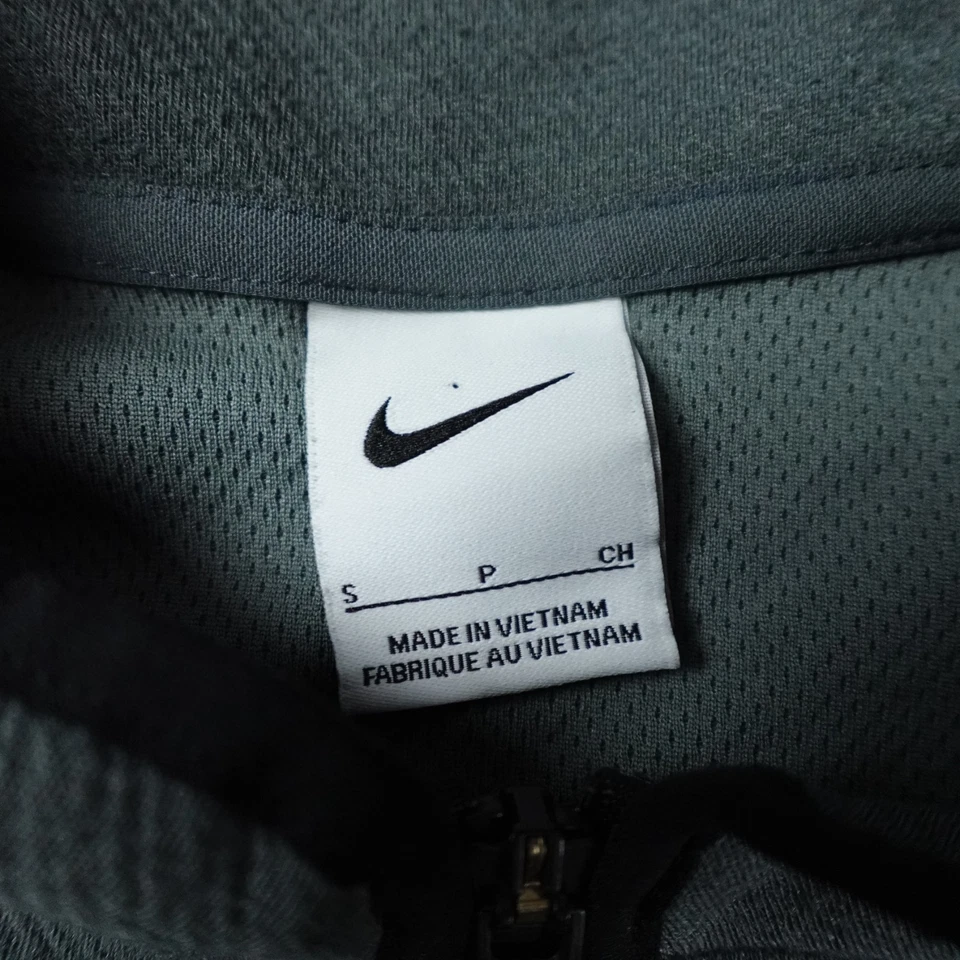 S P CH
MADE IN VIETNAM
FABRIQUE AU VIETNAM